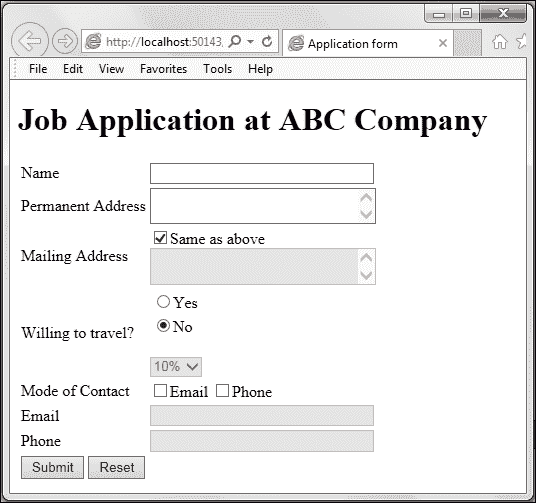 http://localhost:50143,
Application form
File Edit View Favorites Tools Help
Job Application at ABC Company
Name
Permanent Address
Same as above
Mailing Address
Yes
No
Willing to travel?
10%
Mode of Contact Email Phone
Email
Phone
Submit Reset